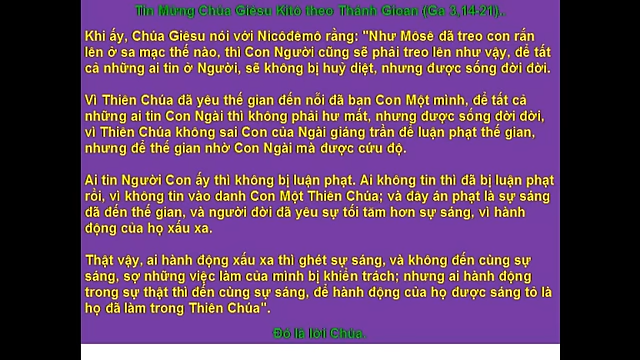 Tin Mừng Chúa Giêsu Kitô theo Thánh Gioan (Ga 3,14-21).
Khi ấy, Chúa Giêsu nói với Nicôđêmô rằng: "Như Môsê đã treo con rắn
lên ở sa mạc thế nào, thì Con Người cũng sẽ phải treo lên như vậy, để tất
cả những ai tin ở Người, sẽ không bị huỷ diệt, nhưng được sống đời đời.
Vì Thiên Chúa đã yêu thế gian đến nỗi đã ban Con Một mình, để tất cả
những ai tin Con Ngài thì không phải hư mất, nhưng được sống đời đời,
vì Thiên Chúa không sai Con của Ngài giáng trần để luận phạt thế gian,
nhưng để thế gian nhờ Con Ngài mà được cứu độ.
Ai tin Người Con ấy thì không bị luận phạt. Ai không tin thì đã bị luận phạt
rồi, vì không tin vào danh Con Một Thiên Chúa; và đây án phạt là sự sáng
đã đến thế gian, và người đời đã yêu sự tối tăm hơn sự sáng, vì hành
động của họ xấu xa.
Thật vậy, ai hành động xấu xa thì ghét sự sáng, và không đến cùng sự
sáng, sợ những việc làm của mình bị khiển trách; nhưng ai hành động
trong sự thật thì đến cùng sự sáng, để hành động của họ được sáng tỏ là
họ đã làm trong Thiên Chúa".
Đó là lời Chúa.